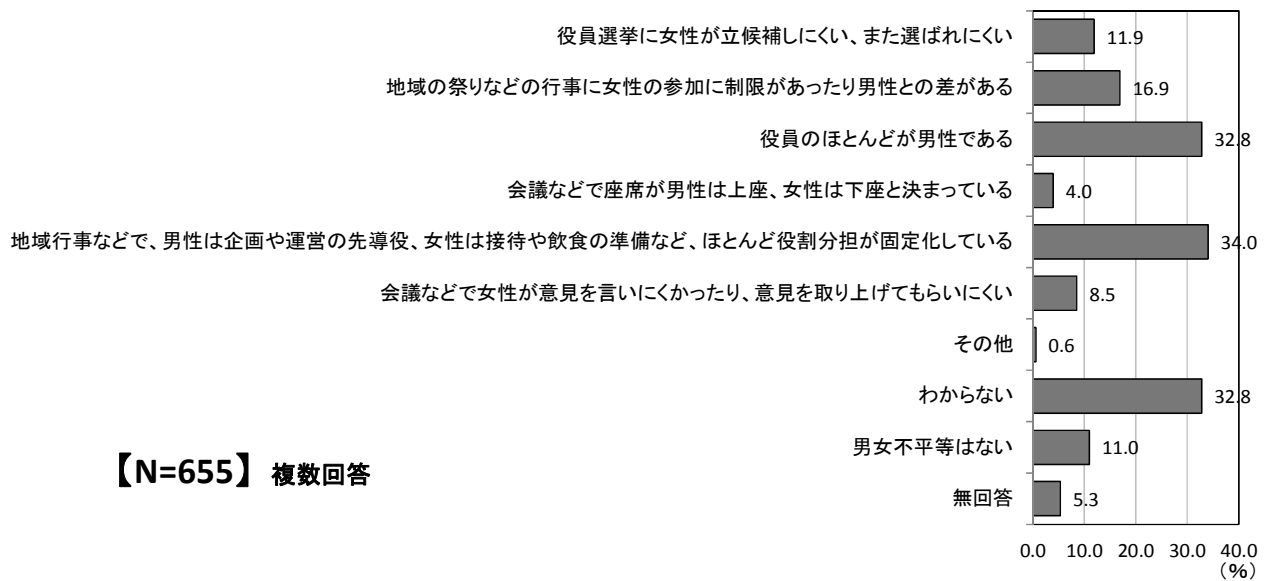 役員選挙に女性が立候補しにくい、また選ばれにくい 11.9
地域の祭りなどの行事に女性の参加に制限があったり男性との差がある 16.9
役員のほとんどが男性である 32.8
会議などで座席が男性は上座、女性は下座と決まっている 4.0
地域行事などで、男性は企画や運営の先導役、女性は接待や飲食の準備など、ほとんど役割分担が固定化している 34.0
会議などで女性が意見を言いにくかったり、意見を取り上げてもらいにくい 8.5
その他 0.6
わからない 32.8
男女不平等はない 11.0
【N=655】 複数回答
無回答 5.3
0.0 10.0 20.0 30.0 40.0
(%)